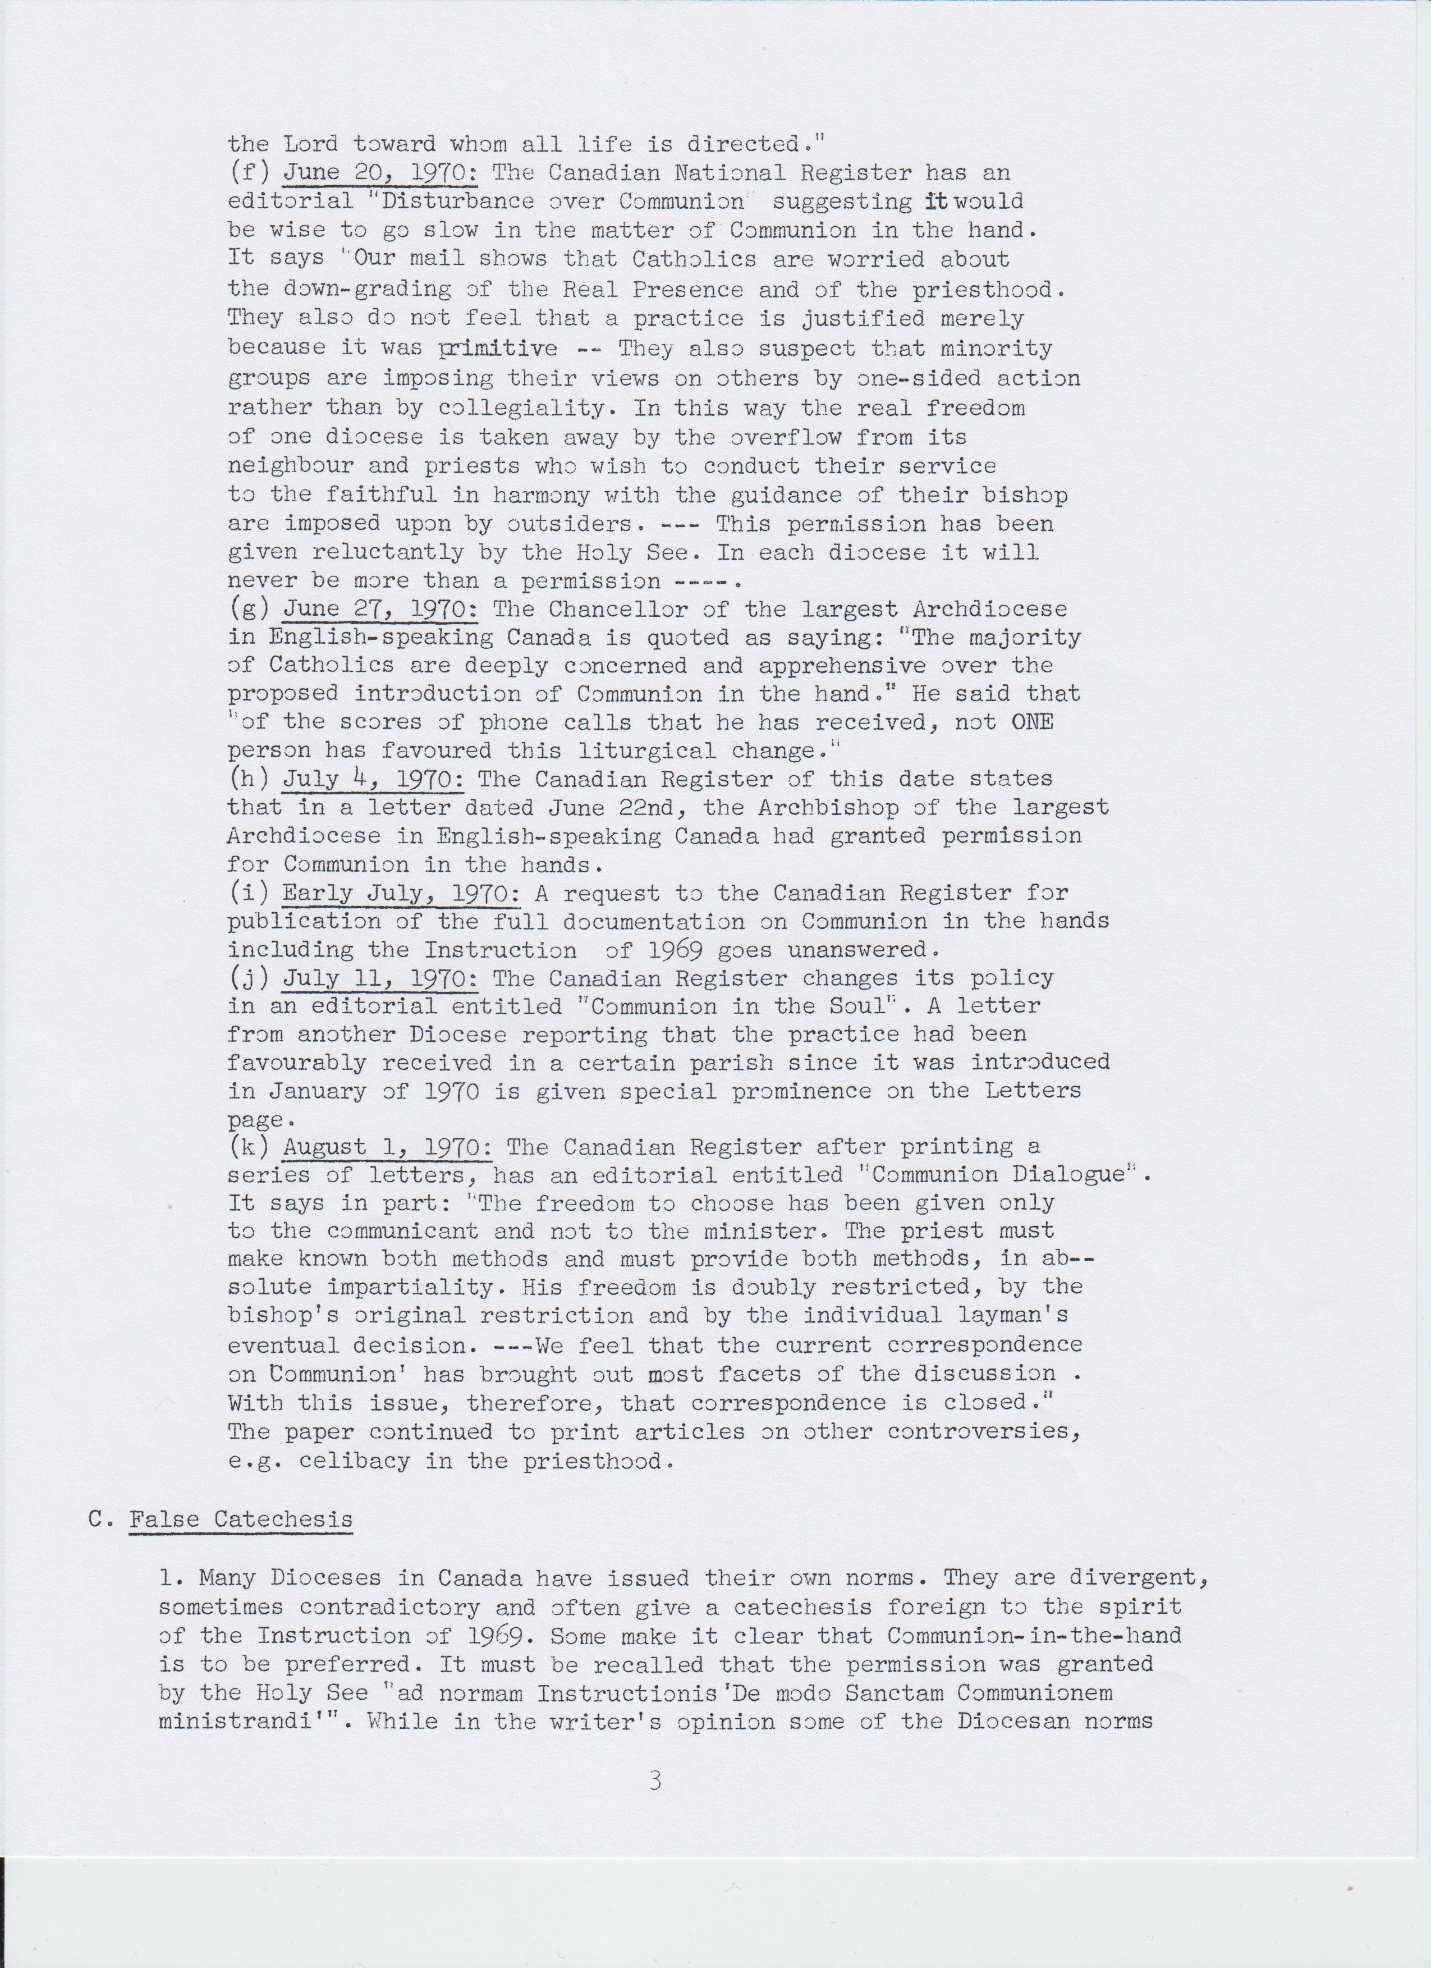 the Lord toward whom all life is directed."
(f) June 20, 1970: The Canadian National Register has an
editorial "Disturbance over Communion" suggesting it would
be wise to go slow in the matter of Communion in the hand.
It says "Our mail shows that Catholics are worried about
the down-grading of the Real Presence and of the priesthood.
They also do not feel that a practice is justified merely
because it was primitive -- They also suspect that minority
groups are imposing their views on others by one-sided action
rather than by collegiality. In this way the real freedom
of one diocese is taken away by the overflow from its
neighbour and priests who wish to conduct their service
to the faithful in harmony with the guidance of their bishop
are imposed upon by outsiders. --- This permission has been
given reluctantly by the Holy See. In each diocese it will
never be more than a permission ----.
(g) June 27, 1970: The Chancellor of the largest Archdiocese
in English-speaking Canada is quoted as saying: "The majority
of Catholics are deeply concerned and apprehensive over the
proposed introduction of Communion in the hand." He said that
"of the scores of phone calls that he has received, not ONE
person has favoured this liturgical change."
(h) July 4, 1970: The Canadian Register of this date states
that in a letter dated June 22nd, the Archbishop of the largest
Archdiocese in English-speaking Canada had granted permission
for Communion in the hands.
(i) Early July, 1970: A request to the Canadian Register for
publication of the full documentation on Communion in the hands
including the Instruction of 1969 goes unanswered.
(j) July 11, 1970: The Canadian Register changes its policy
in an editorial entitled "Communion in the Soul". A letter
from another Diocese reporting that the practice had been
favourably received in a certain parish since it was introduced
in January of 1970 is given special prominence on the Letters
page.
(k) August 1, 1970: The Canadian Register after printing a
series of letters, has an editorial entitled "Communion Dialogue".
It says in part: "The freedom to choose has been given only
to the communicant and not to the minister. The priest must
make known both methods and must provide both methods, in ab--
solute impartiality. His freedom is doubly restricted, by the
bishop's original restriction and by the individual layman's
eventual decision. ---We feel that the current correspondence
on Communion' has brought out most facets of the discussion .
With this issue, therefore, that correspondence is closed."
The paper continued to print articles on other controversies,
e.g. celibacy in the priesthood.
C. False Catechesis
1. Many Dioceses in Canada have issued their own norms. They are divergent,
sometimes contradictory and often give a catechesis foreign to the spirit
of the Instruction of 1969. Some make it clear that Communion-in-the-hand
is to be preferred. It must be recalled that the permission was granted
by the Holy See "ad normam Instructionis 'De modo Sanctam Communionem
ministrandi'". While in the writer's opinion some of the Diocesan norms
3